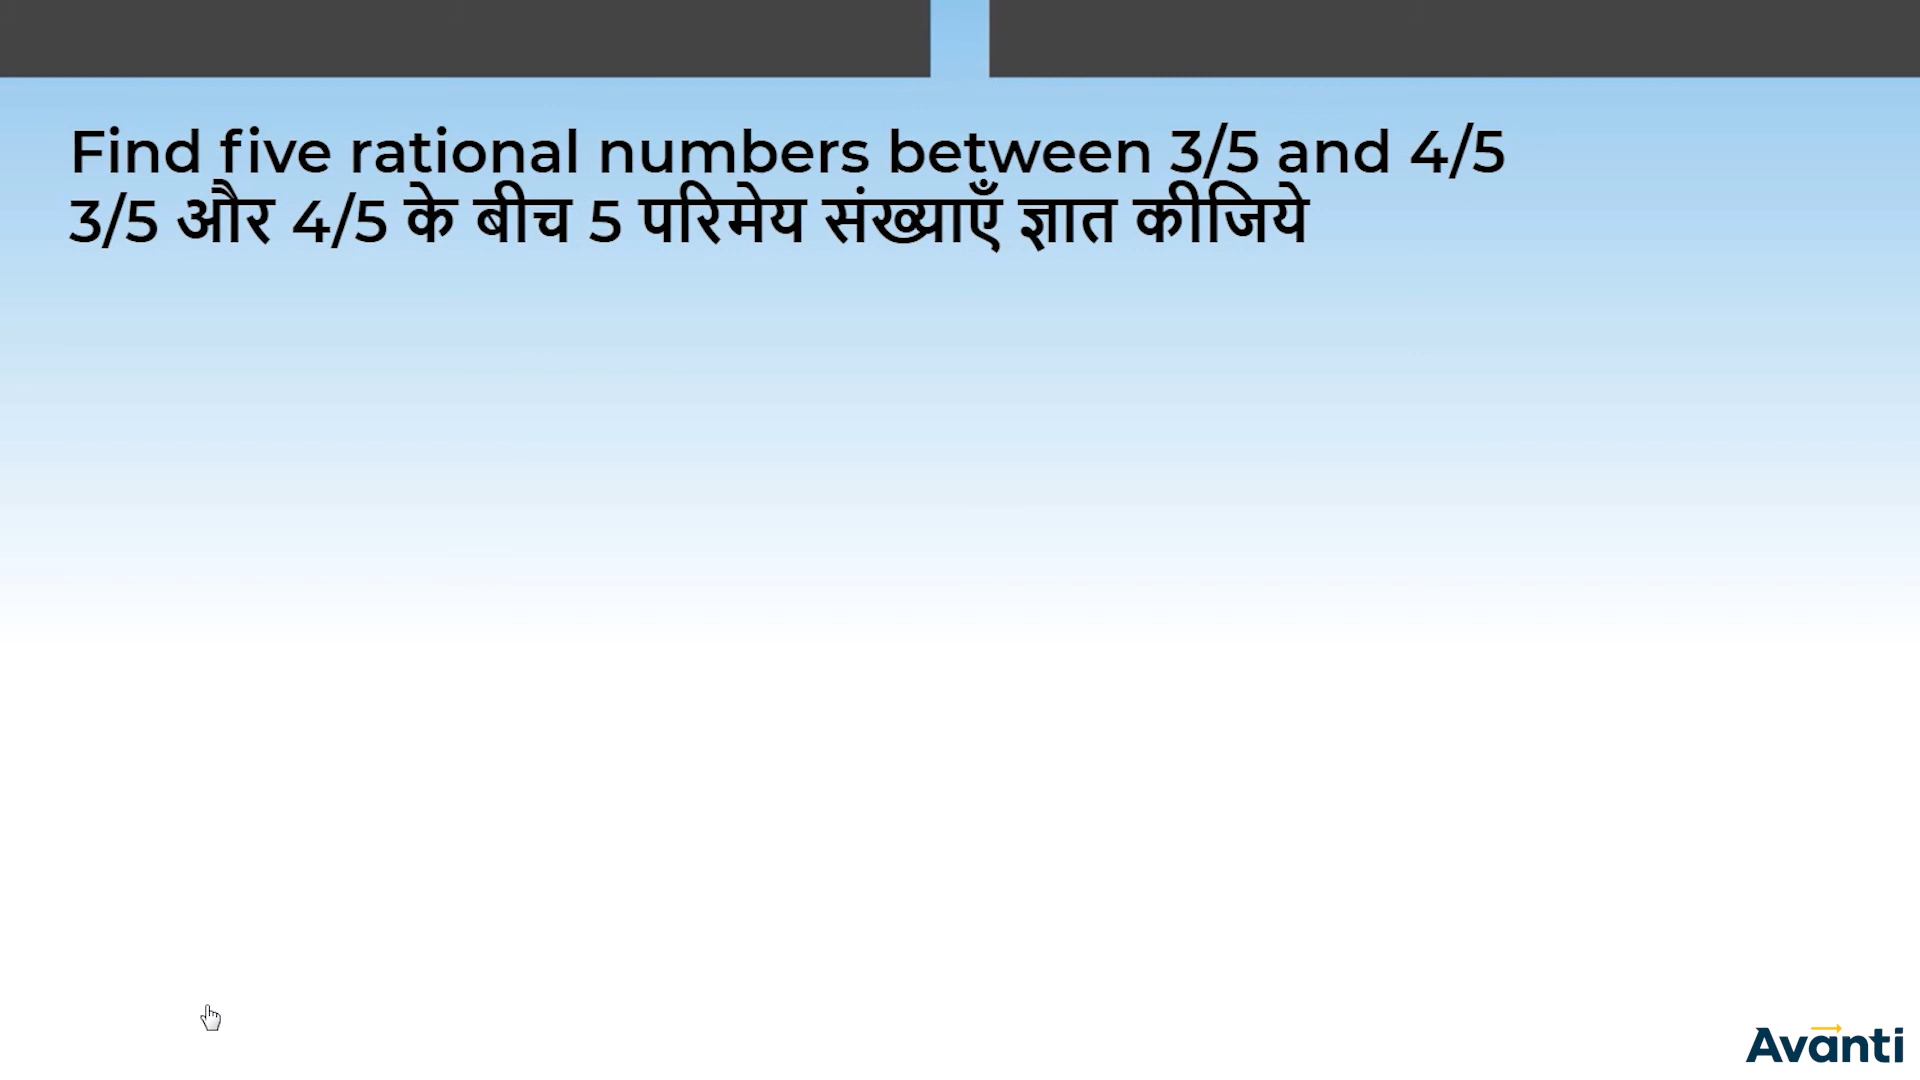 Find five rational numbers between 3/5 and 4/5
3/5 और 4/5 के बीच 5 परिमेय संख्याएँ ज्ञात कीजिये
Avanti